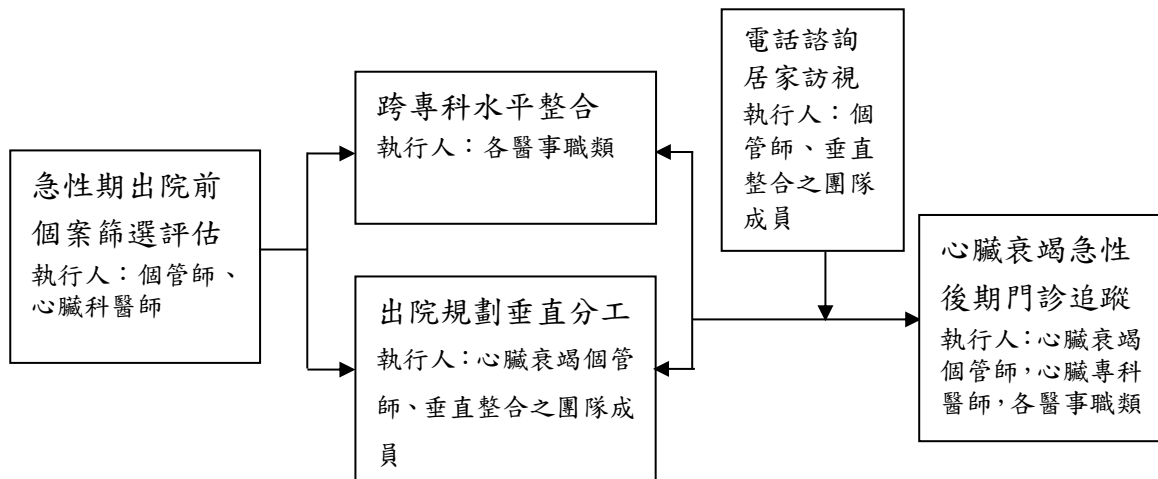 急性期出院前
個案篩選評估
執行人：個管師、
心臟科醫師
跨專科水平整合
執行人：各醫事職類
出院規劃垂直分工
執行人：心臟衰竭個管
師、垂直整合之團隊成
員
電話諮詢
居家訪視
執行人：個
管師、垂直
整合之團隊
成員
心臟衰竭急性
後期門診追蹤
執行人：心臟衰竭
個管師，心臟專科
醫師，各醫事職類